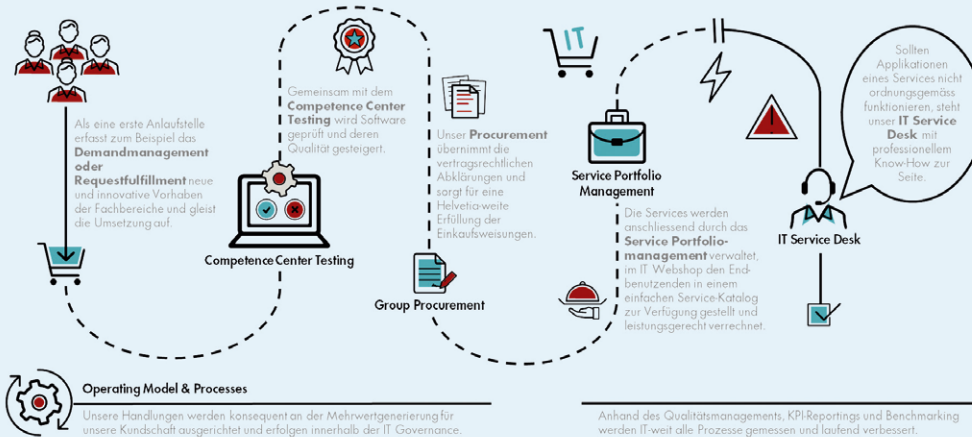 Als eine erste Anlaufstelle
erfasst zum Beispiel das
Demandmanagement
oder
Requestfulfillment neue
und innovative Vorhaben
der Fachbereiche und gleist
die Umsetzung auf.
Gemeinsam mit dem
Competence Center
Testing wird Software
geprüft und deren
Qualität gesteigert.
Competence Center Testing
Unser Procurement
übernimmt die
vertragsrechtlichen
Abklärungen und
sorgt für eine
Helvetia-weite
Erfüllung der
Einkaufsweisungen.
Group Procurement
IT
Service Portfolio
Management
Die Services werden
anschliessend durch das
Service Portfolio-
management verwaltet,
im IT Webshop den End-
benutzenden in einem
einfachen Service-Katalog
zur Verfügung gestellt und
leistungsgerecht verrechnet.
Sollten
Applikationen
eines Services nicht
ordnungsgemäss
funktionieren, steht
unser IT Service
Desk mit
professionellem
Know-How zur
Seite.
IT Service Desk
Operating Model & Processes
Unsere Handlungen werden konsequent an der Mehrwertgenerierung für
unsere Kundschaft ausgerichtet und erfolgen innerhalb der IT Governance.
Anhand des Qualitätsmanagements, KPI-Reportings und Benchmarking
werden IT-weit alle Prozesse gemessen und laufend verbessert.